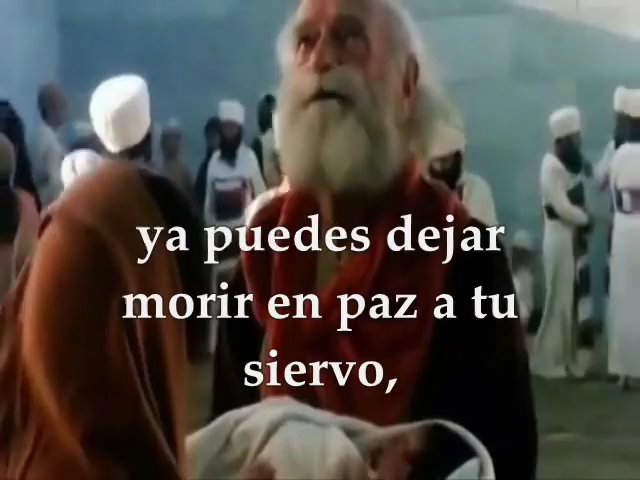 ya puedes dejar
morir en paz a tu
siervo,